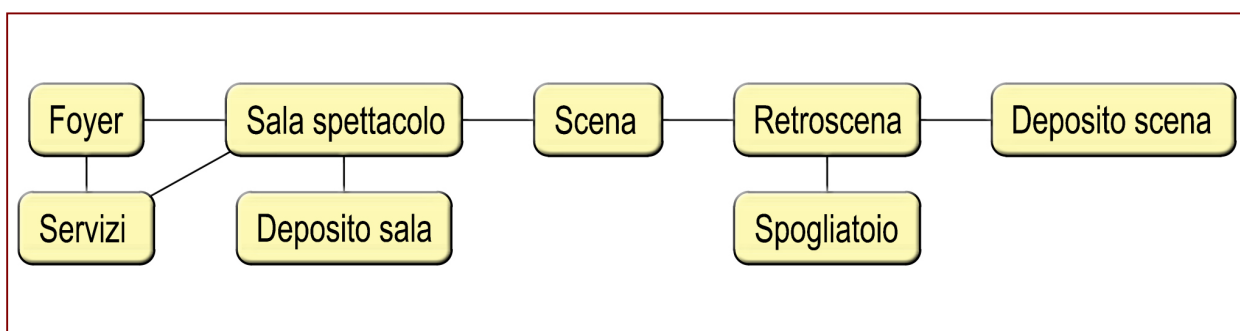 Foyer
Sala spettacolo
Scena
Retroscena
Deposito scena
Servizi
Deposito sala
Spogliatoio